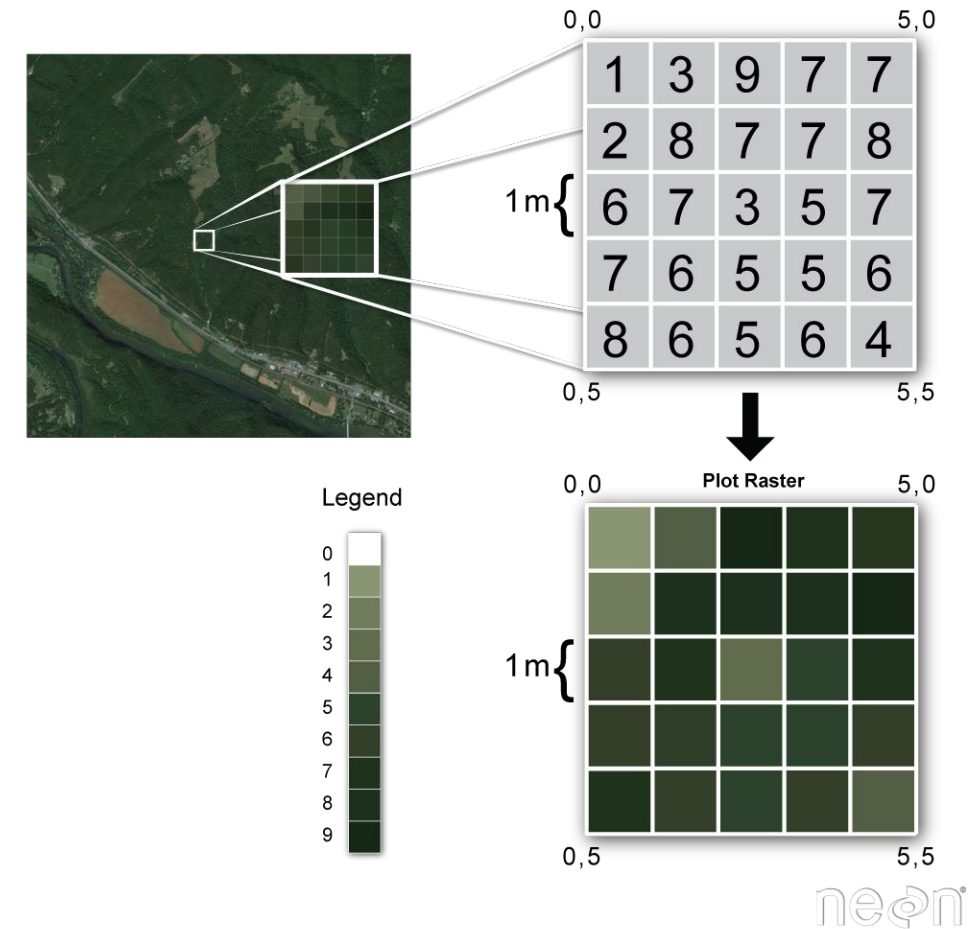 0,0 5,0
1 3 9 7 7
2 8 7 7 8
1m{ 6 7 3 5 7
7 6 5 5 6
8 6 5 6 4
0,5 5,5
Plot Raster
0,0 5,0
1m{
0,5 5,5
Legend
0
1
2
3
4
5
6
7
8
9
neon